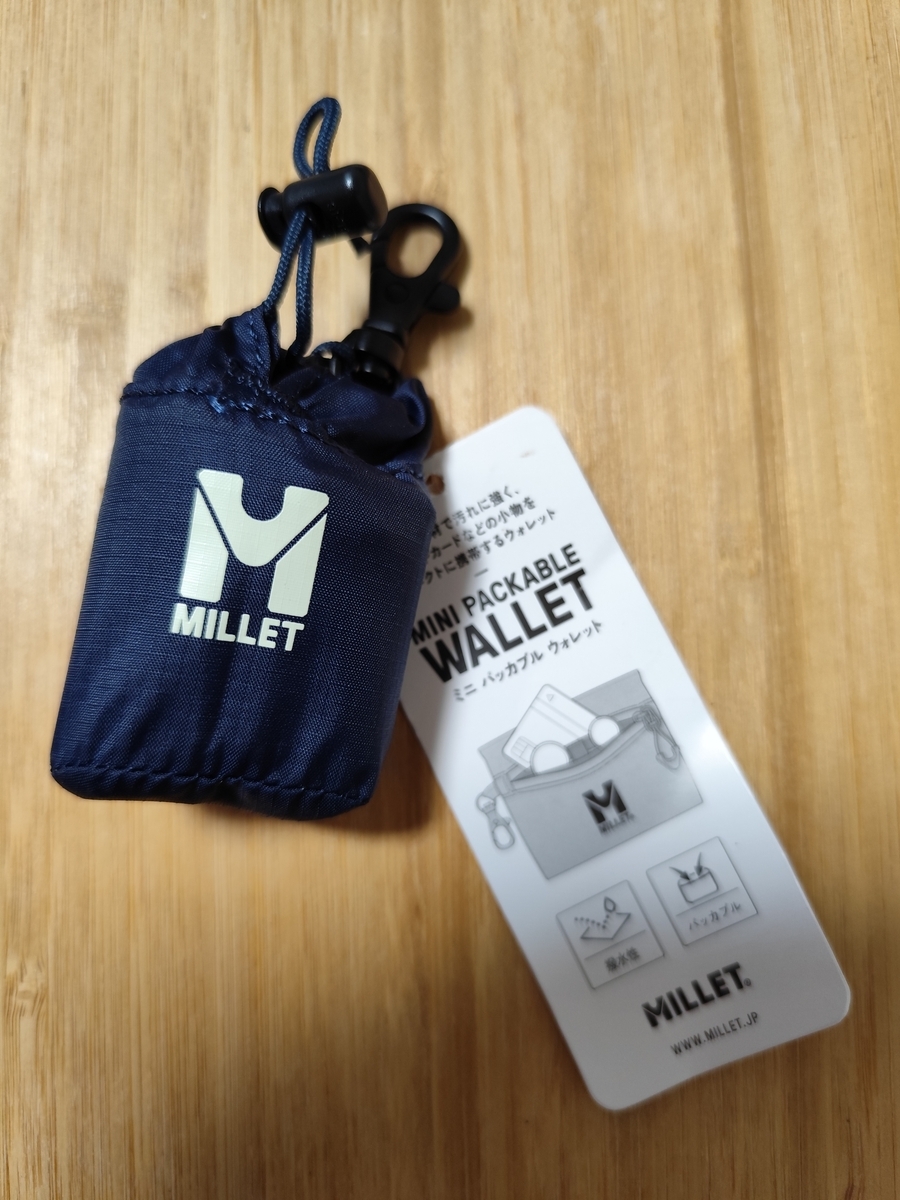 MILLET
で汚れに強く、
カードなどの小物を
クトに携帯するウォレット
MINI PACKABLE
WALLET
ミニ パッカブル ウォレット
MILLET
撥水性
パッカブル
MILLET
WWW.MILLET.JP